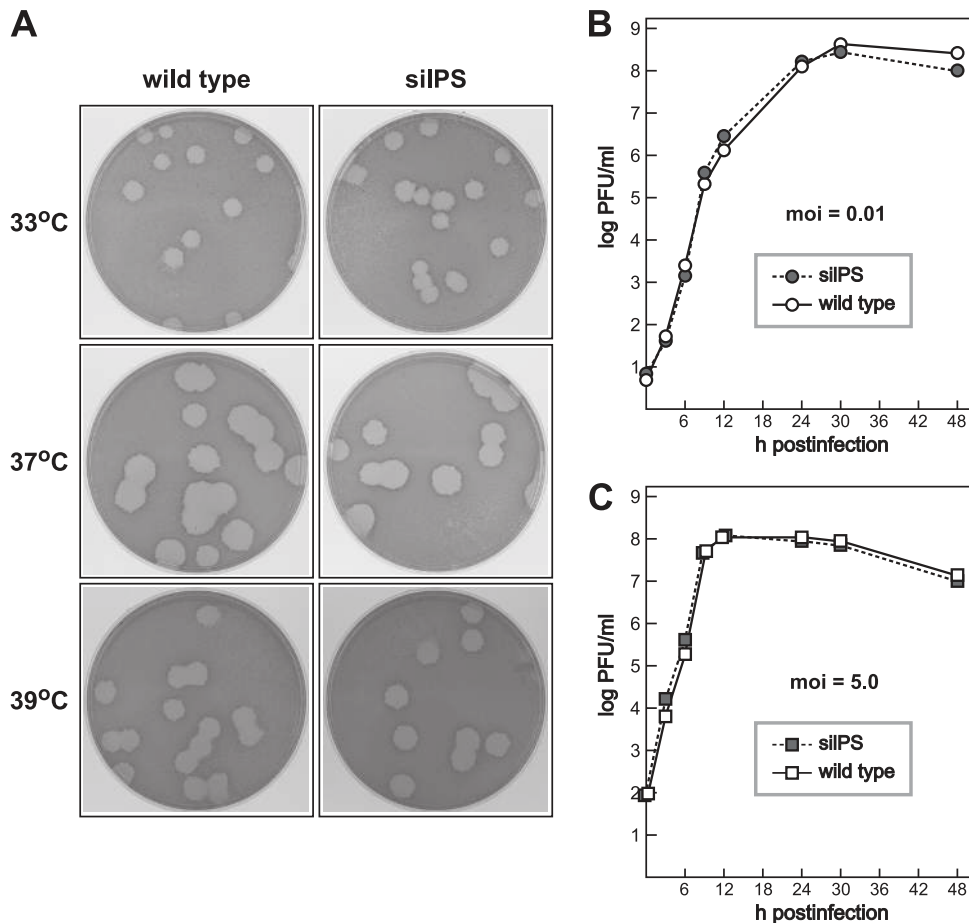 A
wild type
silPS
33°C
37°C
39°C
B
9
8
7
6
5
4
3
2
1
log PFU/ml
moi = 0.01
silPS
wild type
6
12
18
24
30
36
42
48
h postinfection
C
9
8
7
6
5
4
3
2
1
log PFU/ml
moi = 5.0
silPS
wild type
6
12
18
24
30
36
42
48
h postinfection